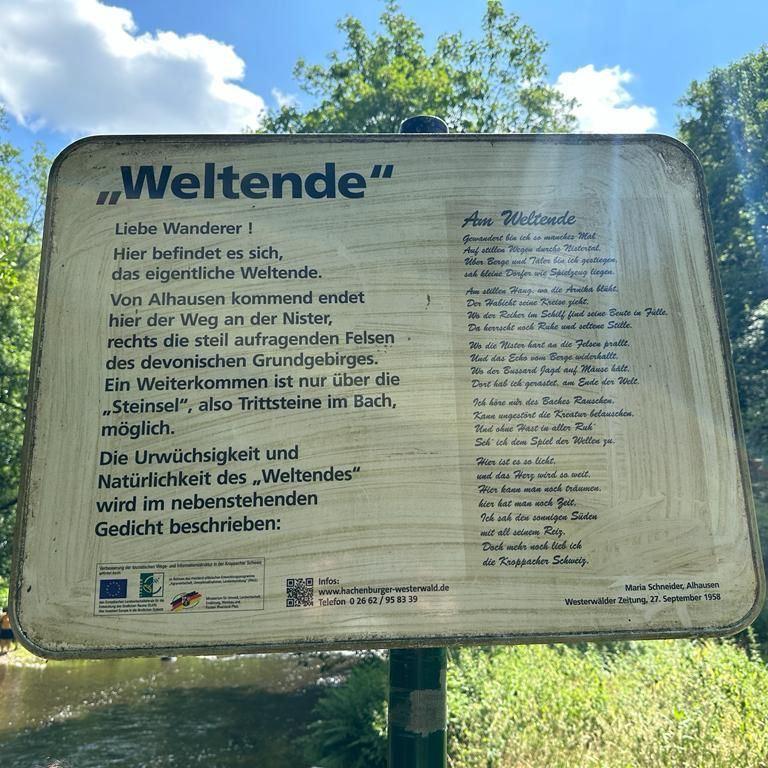 „Weltende“
Liebe Wanderer !
Hier befindet es sich,
das eigentliche Weltende.
Von Alhausen kommend endet
hier der Weg an der Nister,
rechts die steil aufragenden Felsen
des devonischen Grundgebirges.
Ein Weiterkommen ist nur über die
„Steinsel“, also Trittsteine im Bach,
möglich.
Die Urwüchsigkeit und
Natürlichkeit des „Weltendes“
wird im nebenstehenden
Gedicht beschrieben:
Am Weltende
Gewandert bin ich so manches Mal
Auf stillen Wegen durchs Nistertal,
Über Berge und Täler bin ich gestiegen,
sah kleine Dörfer wie Spielzeug liegen.
Am stillen Hang, wo die Arnika blüht,
Der Habicht seine Kreise zieht,
Wo der Reiher im Schilf find seine Beute in Fülle,
Da herrscht noch Ruhe und seltene Stille.
Wo die Nister hart an die Felsen prallt,
Und das Echo vom Berge widerhallt,
Wo der Bussard Jagd auf Mäuse hält,
Dort hab ich gerastet, am Ende der Welt.
Ich höre nur des Baches Rauschen,
Kann ungestört die Kreatur belauschen,
Und ohne Hast in aller Ruh'
Seh' ich dem Spiel der Wellen zu.
Hier ist es so licht,
und das Herz wird so weit,
Hier kann man noch träumen,
hier hat man noch Zeit,
Ich sah den sonnigen Süden
mit all seinem Reiz,
Doch mehr noch lieb ich
die Kroppacher Schweiz.
Maria Schneider, Alhausen
Westerwälder Zeitung, 27. September 1958
Verbesserung der touristischen Wege- und Informationsstruktur in der Kroppacher Schweiz
Infos:
www.hachenburger-westerwald.de
Telefon 0 26 62 / 95 83 39